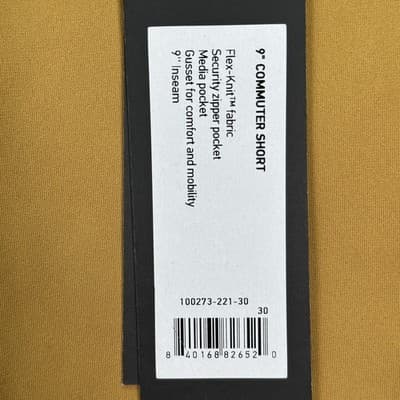 9" COMMUTER SHORT
Flex-Knit™ fabric
Security zipper pocket
Media pocket
Gusset for comfort and mobility
9'' Inseam
100273-221-30
30
8 40168 82652 0